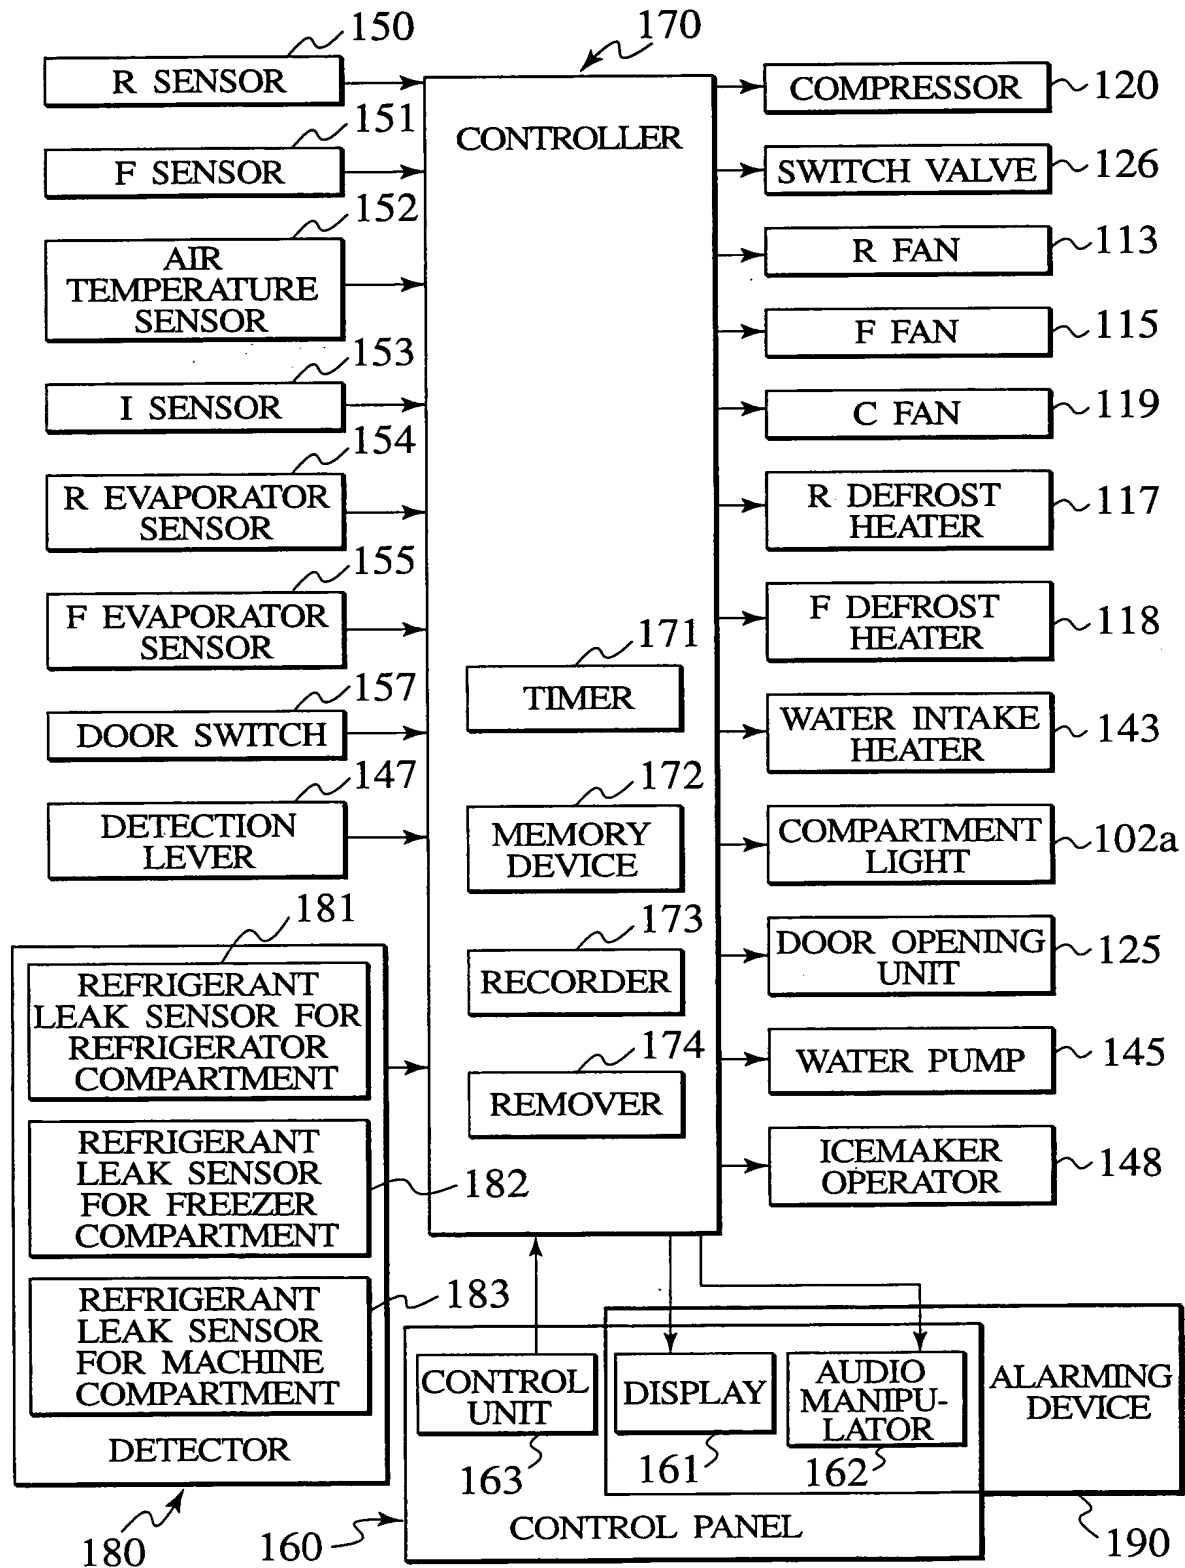 150
R SENSOR
151
F SENSOR
152
AIR
TEMPERATURE
SENSOR
153
I SENSOR
154
R EVAPORATOR
SENSOR
155
F EVAPORATOR
SENSOR
157
DOOR SWITCH
147
DETECTION
LEVER
181
REFRIGERANT
LEAK SENSOR FOR
REFRIGERATOR
COMPARTMENT
REFRIGERANT
LEAK SENSOR
FOR FREEZER
COMPARTMENT
182
REFRIGERANT
LEAK SENSOR
FOR MACHINE
COMPARTMENT
183
DETECTOR
180
170
CONTROLLER
171
TIMER
172
MEMORY
DEVICE
173
RECORDER
174
REMOVER
COMPRESSOR
120
SWITCH VALVE
126
R FAN
113
F FAN
115
C FAN
119
R DEFROST
HEATER
117
F DEFROST
HEATER
118
WATER INTAKE
HEATER
143
COMPARTMENT
LIGHT
102a
DOOR OPENING
UNIT
125
WATER PUMP
145
ICEMAKER
OPERATOR
148
CONTROL
UNIT
163
DISPLAY
161
AUDIO
MANIPU-
LATOR
162
ALARMING
DEVICE
190
160
CONTROL PANEL